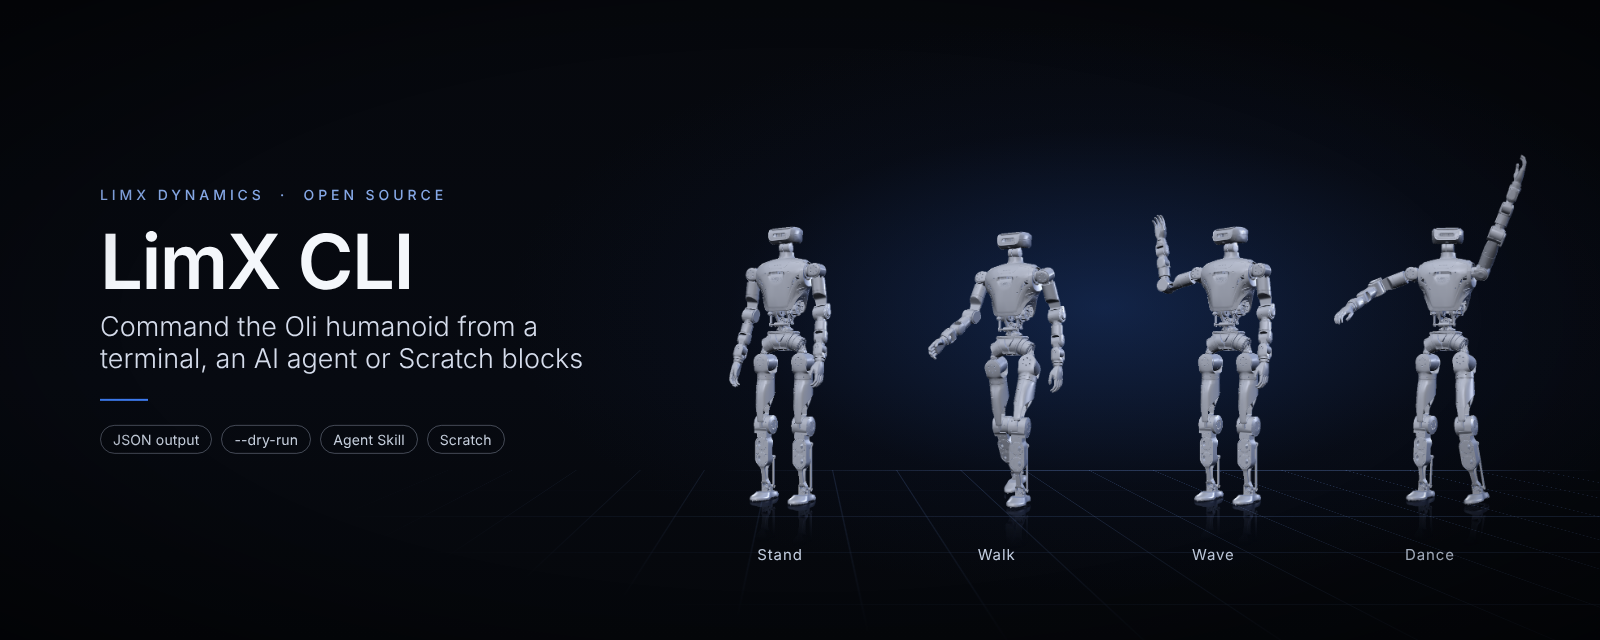 LIMX DYNAMICS · OPEN SOURCE
LimX CLI
Command the Oli humanoid from a
terminal, an AI agent or Scratch blocks
JSON output
--dry-run
Agent Skill
Scratch
Stand
Walk
Wave
Dance